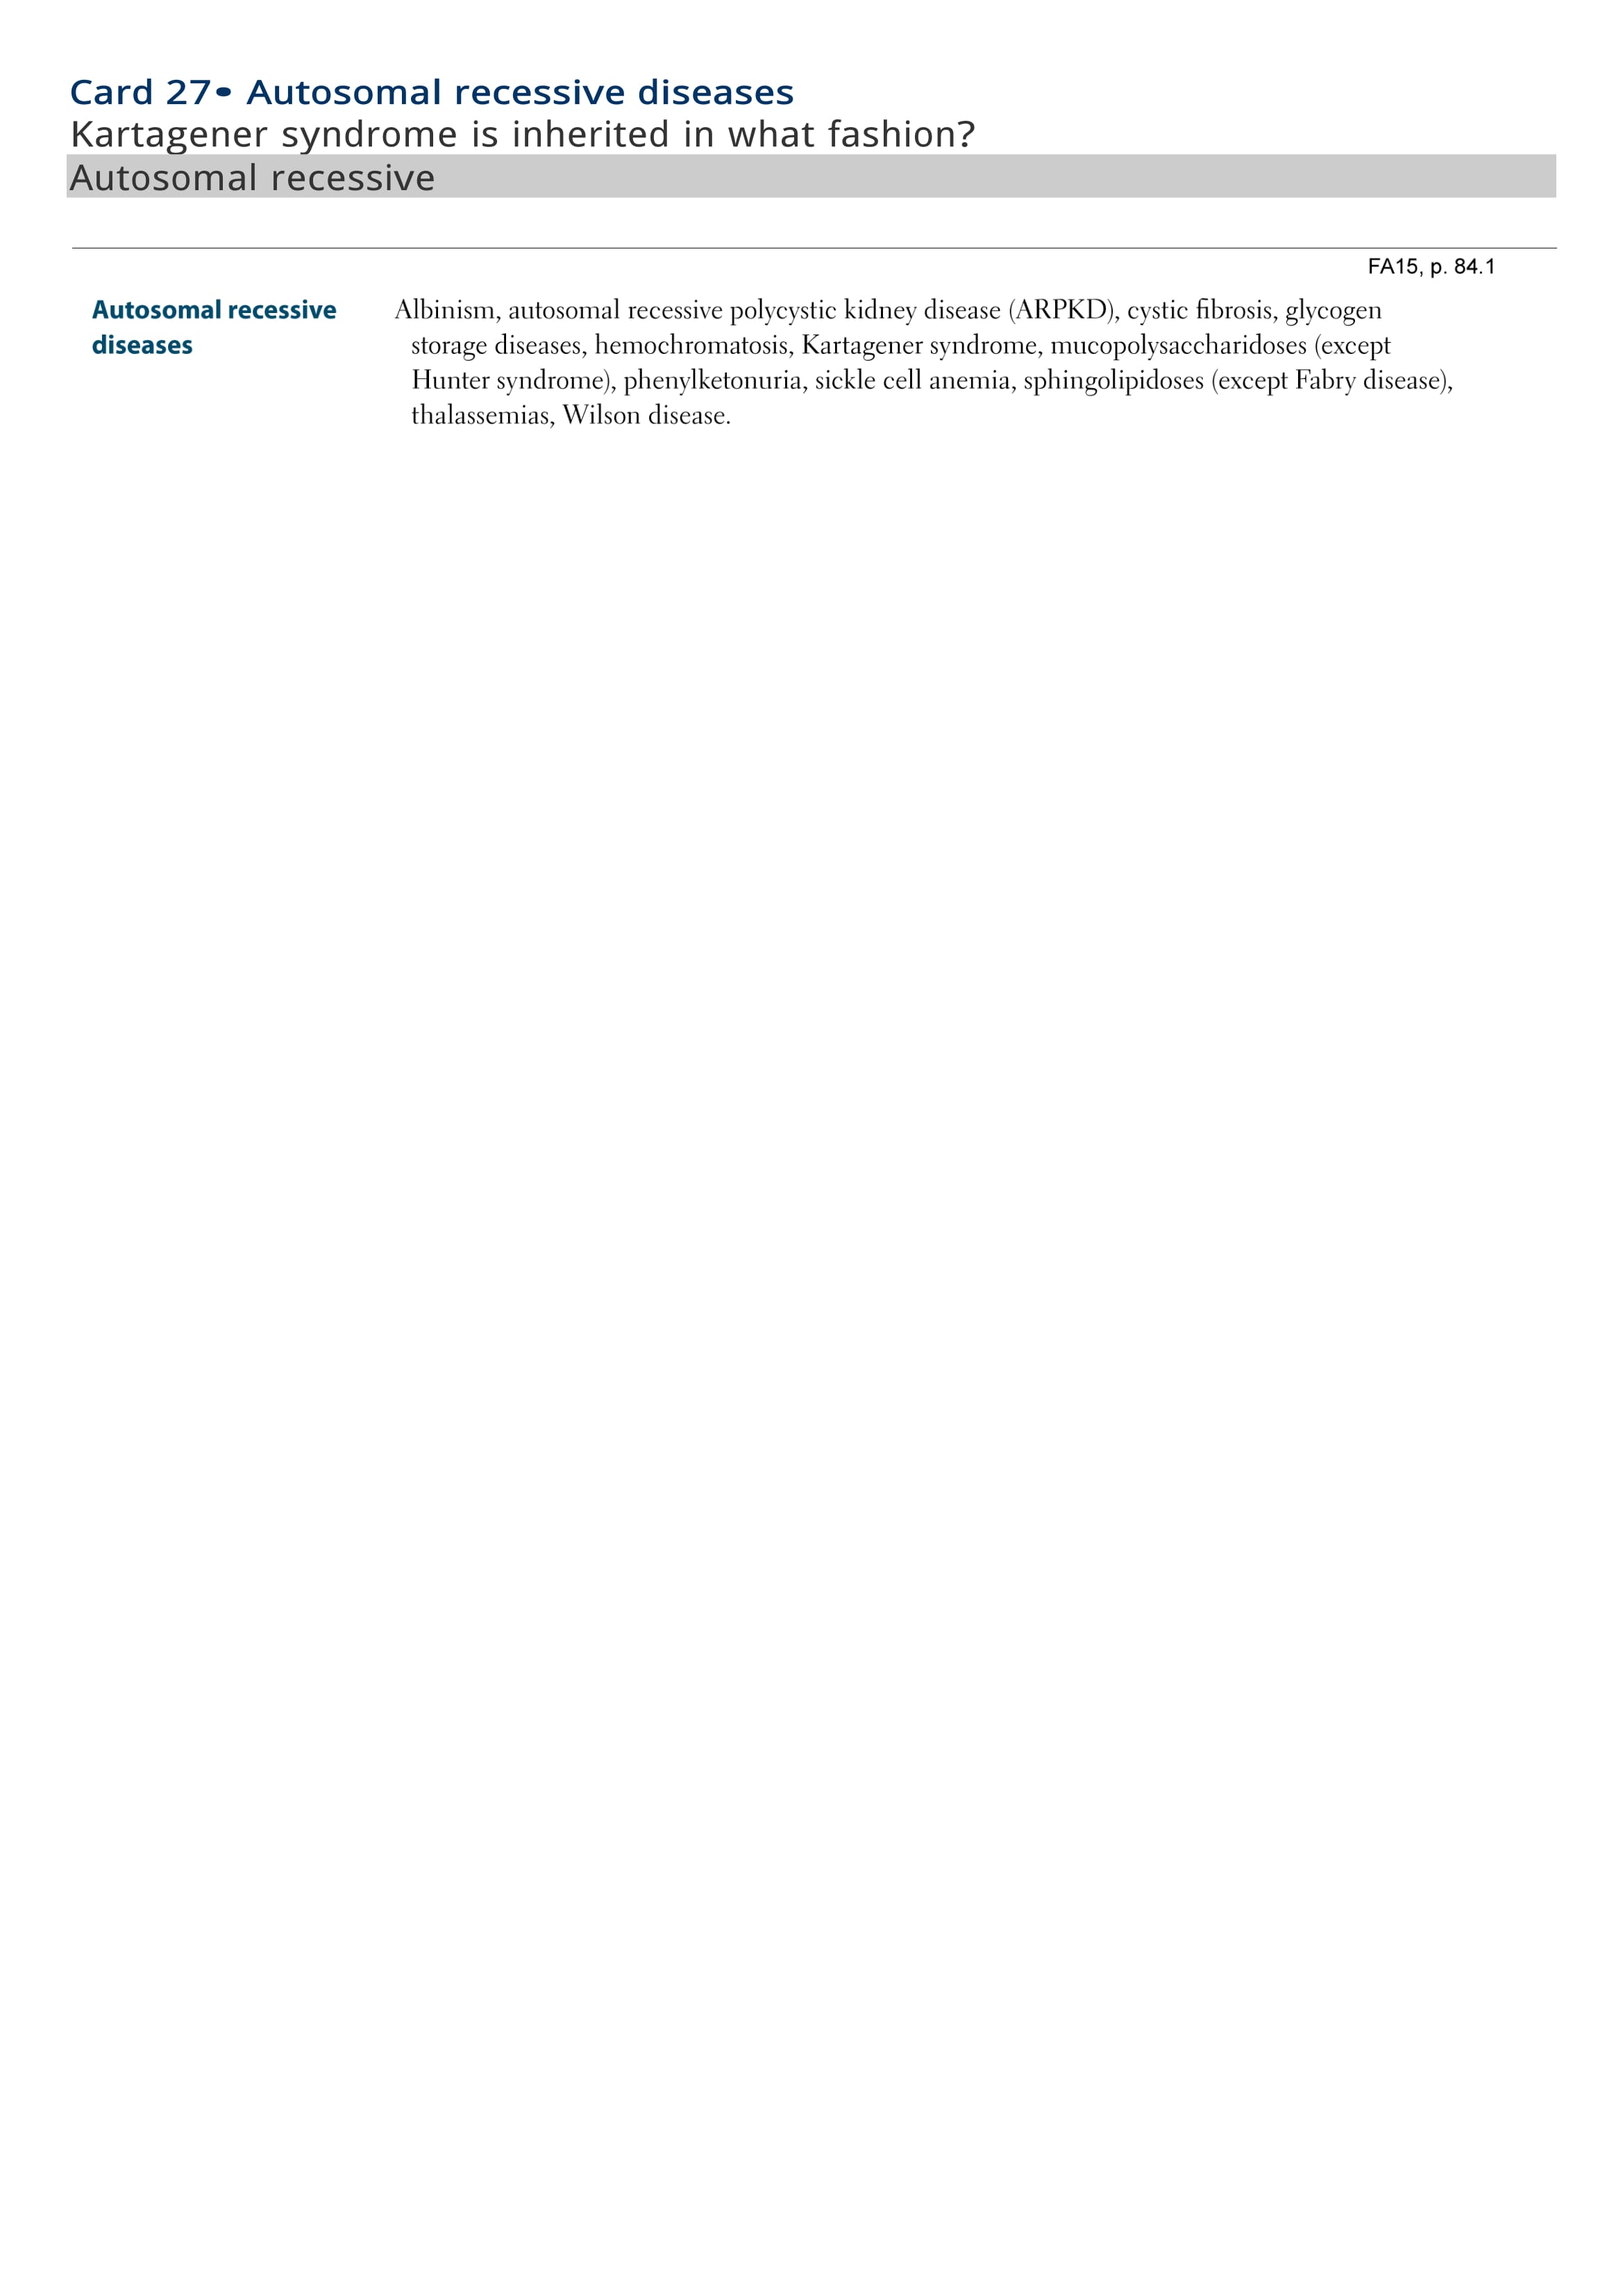 Card 27• Autosomal recessive diseases
Kartagener syndrome is inherited in what fashion?
Autosomal recessive
FA15, p. 84.1
Autosomal recessive
diseases
Albinism, autosomal recessive polycystic kidney disease (ARPKD), cystic fibrosis, glycogen
storage diseases, hemochromatosis, Kartagener syndrome, mucopolysaccharidoses (except
Hunter syndrome), phenylketonuria, sickle cell anemia, sphingolipidoses (except Fabry disease),
thalassemias, Wilson disease.